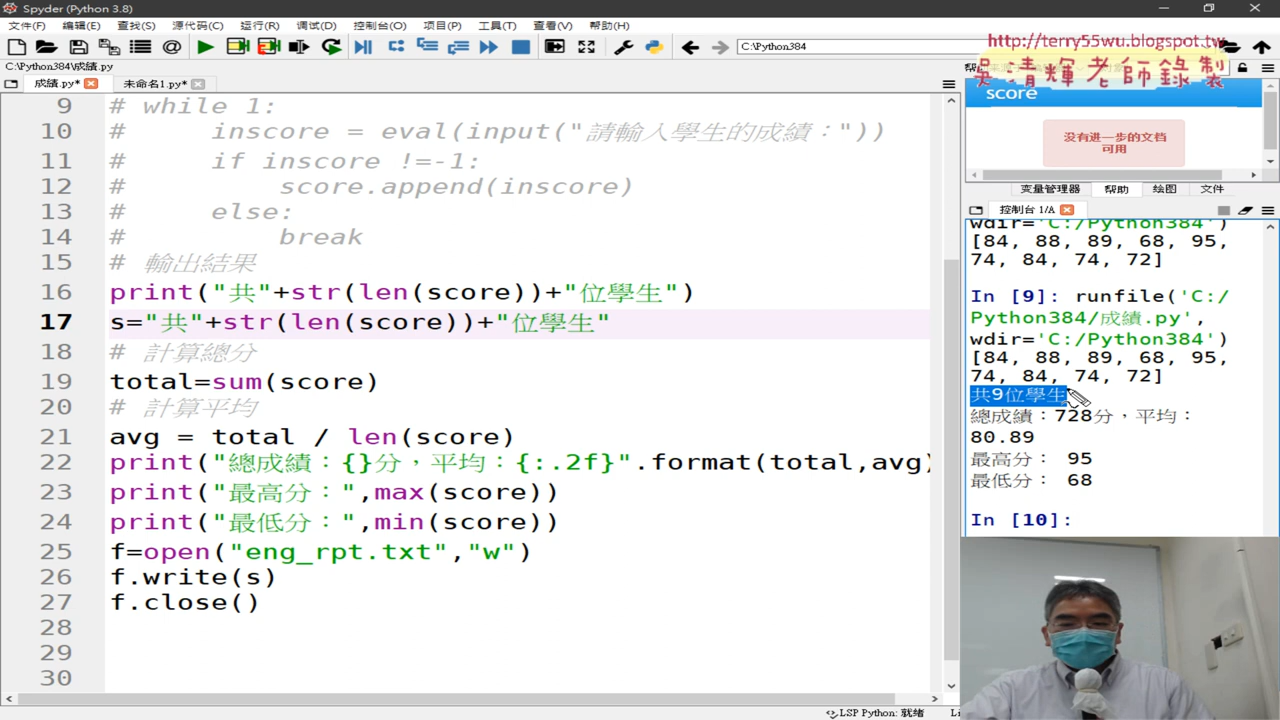 Spyder (Python 3.8)
文件(F) 编辑(E) 查找(S) 源代码(C) 运行(R) 调试(D) 控制台(O) 项目(P) 工具(T) 查看(V) 帮助(H)
C:\Python384
http://terry55wu.blogspot.tw
吳清輝老師錄製
C:\Python384\成績.py
成績.py* 未命名1.py*
9 # while 1:
10 #     inscore = eval(input("請輸入學生的成績："))
11 #     if inscore !=-1:
12 #         score.append(inscore)
13 #     else:
14 #         break
15 # 輸出結果
16 print("共"+str(len(score))+"位學生")
17 s="共"+str(len(score))+"位學生"
18 # 計算總分
19 total=sum(score)
20 # 計算平均
21 avg = total / len(score)
22 print("總成績：{}分，平均：{:.2f}".format(total,avg)
23 print("最高分：",max(score))
24 print("最低分：",min(score))
25 f=open("eng_rpt.txt","w")
26 f.write(s)
27 f.close()
28
29
30
score
没有进一步的文档
可用
变量管理器 帮助 绘图 文件
控制台 1/A
wdir='C:/Python384')
[84, 88, 89, 68, 95,
74, 84, 74, 72]
In [9]: runfile('C:/
Python384/成績.py',
wdir='C:/Python384')
[84, 88, 89, 68, 95,
74, 84, 74, 72]
共9位學生
總成績：728分，平均：
80.89
最高分： 95
最低分： 68
In [10]:
LSP Python: 就绪